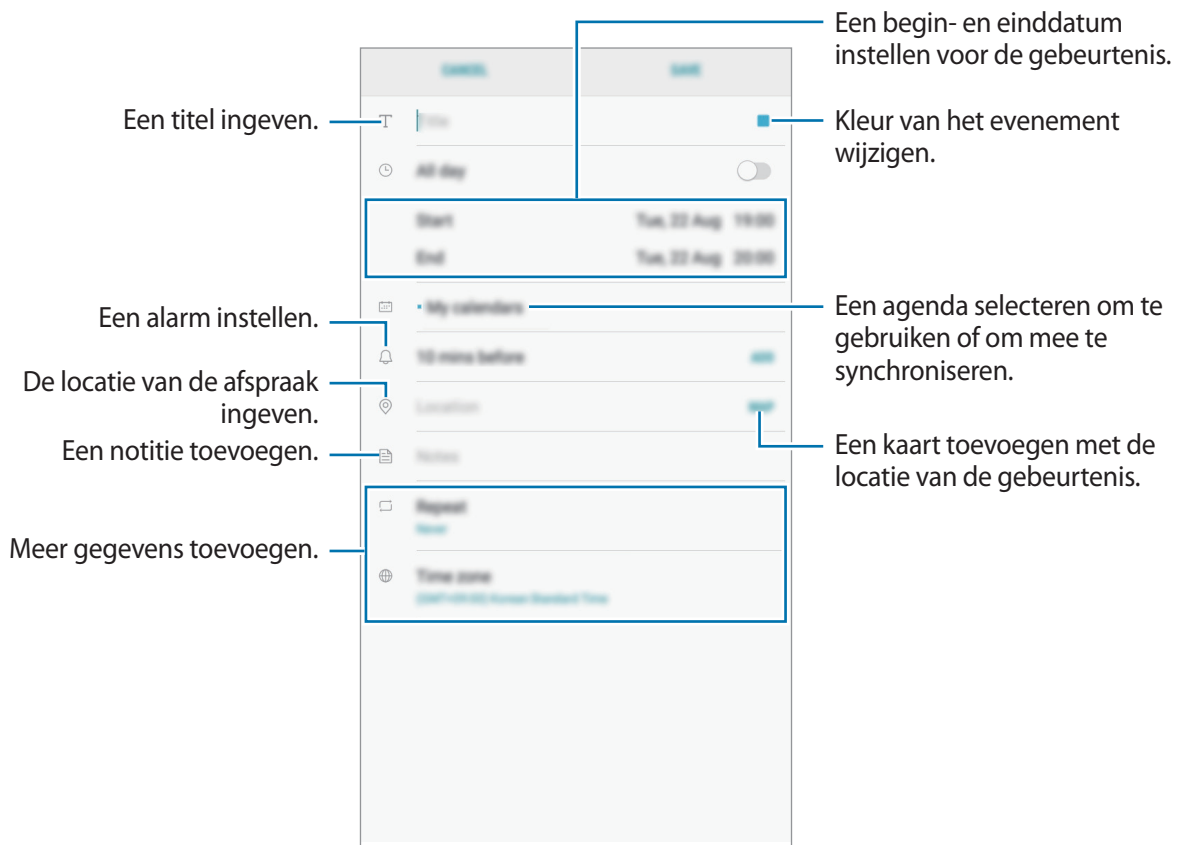 Een begin- en einddatum
instellen voor de gebeurtenis.
CANCEL
SAVE
Een titel ingeven.
Title
Kleur van het evenement
wijzigen.
All day
Start Tue, 22 Aug 19:00
End Tue, 22 Aug 20:00
My calendars
Een agenda selecteren om te
gebruiken of om mee te
synchroniseren.
Een alarm instellen.
10 mins before
ADD
De locatie van de afspraak
ingeven.
Location
MAP
Een kaart toevoegen met de
locatie van de gebeurtenis.
Een notitie toevoegen.
Notes
Meer gegevens toevoegen.
Repeat
Never
Time zone
(GMT+09:00) Korean Standard Time